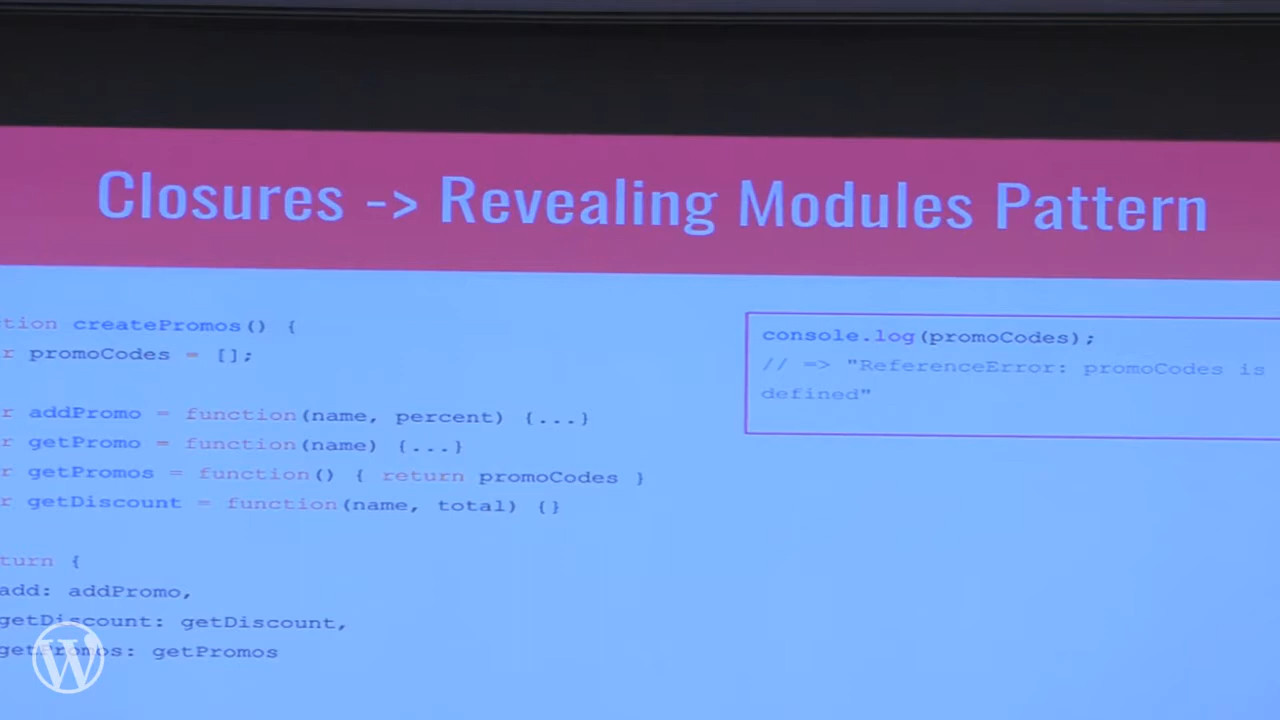 Closures -> Revealing Modules Pattern
ction createPromos() {
r promoCodes = [];
r addPromo = function(name, percent) {...}
r getPromo = function(name) {...}
r getPromos = function() { return promoCodes }
r getDiscount = function(name, total) {}
turn {
add: addPromo,
getDiscount: getDiscount,
getPromos: getPromos
console.log(promoCodes);
// => "ReferenceError: promoCodes is
defined"